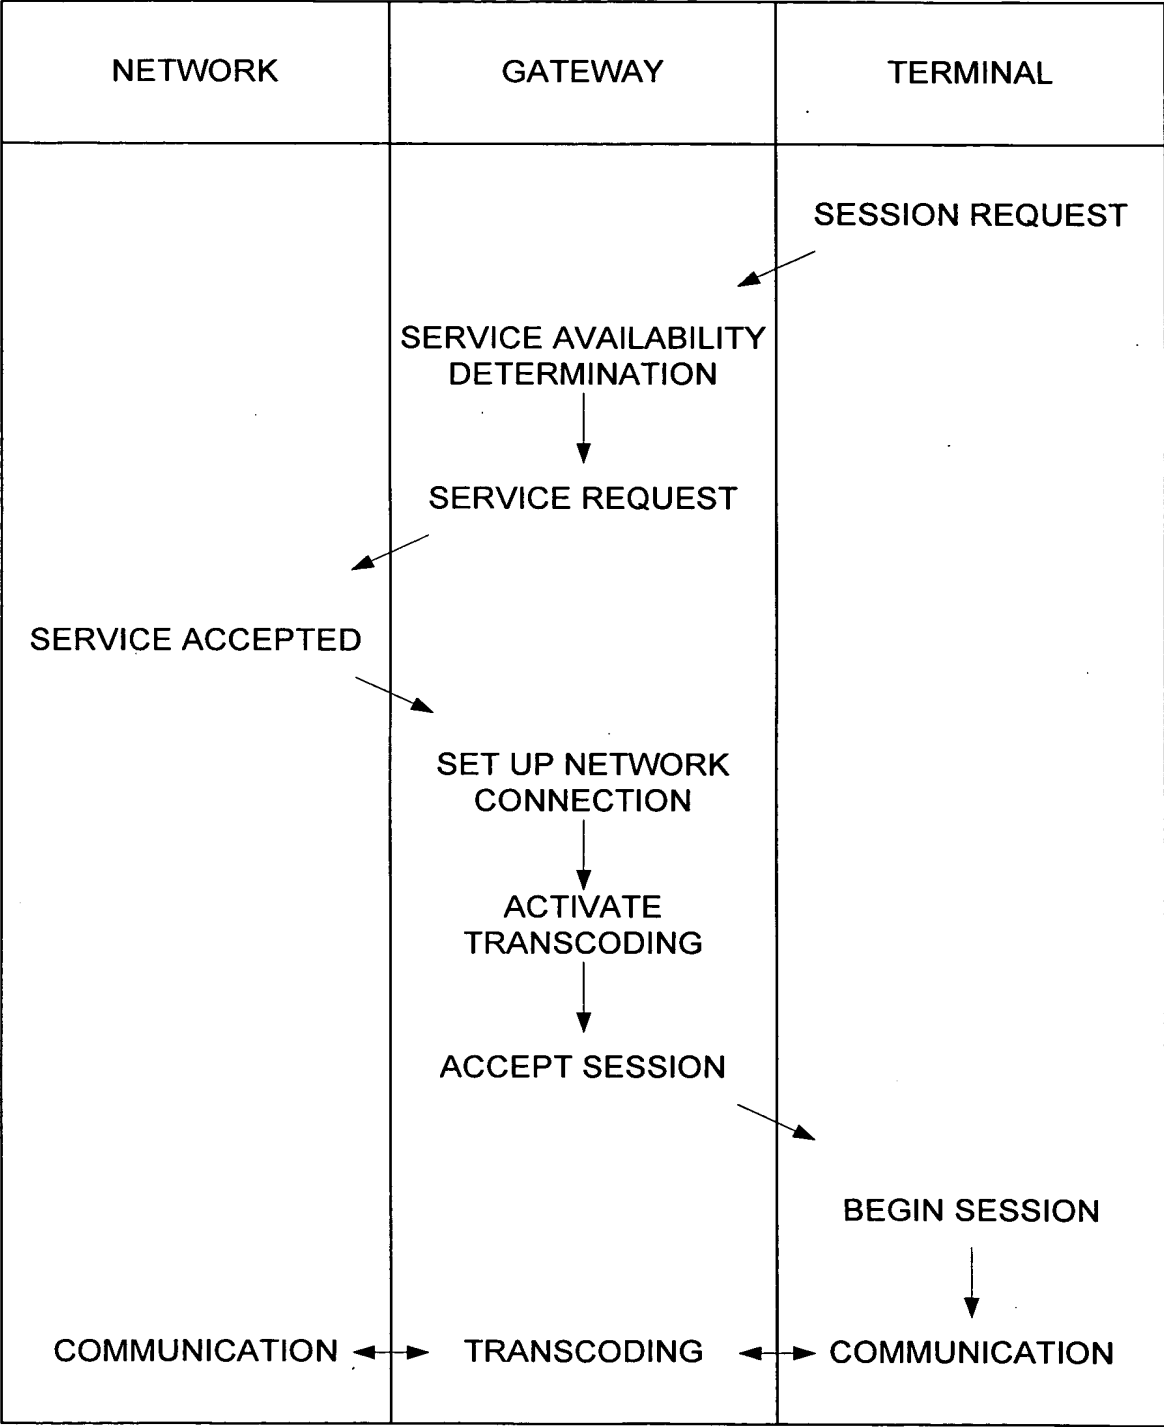 NETWORK
GATEWAY
TERMINAL
SESSION REQUEST
SERVICE AVAILABILITY
DETERMINATION
SERVICE REQUEST
SERVICE ACCEPTED
SET UP NETWORK
CONNECTION
ACTIVATE
TRANSCODING
ACCEPT SESSION
BEGIN SESSION
COMMUNICATION
TRANSCODING
COMMUNICATION